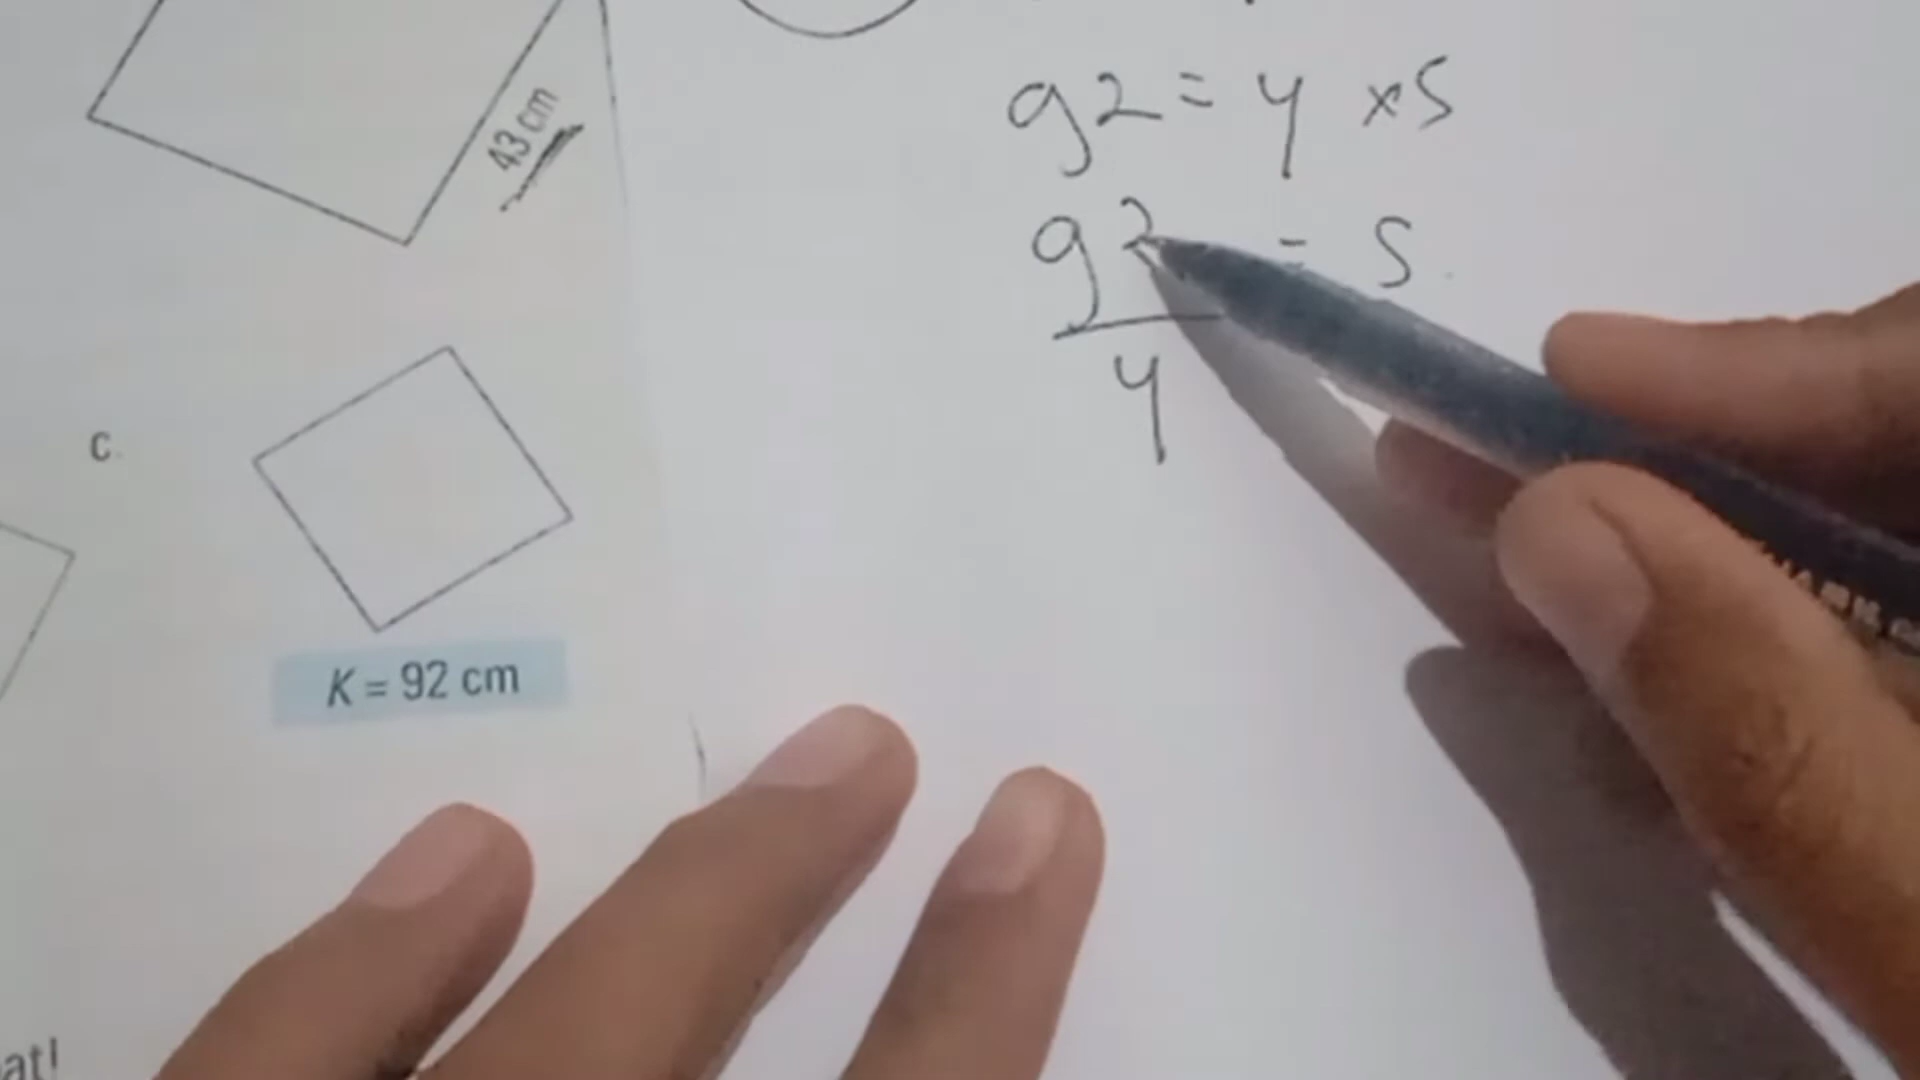 43 cm
92 = 4 x S
92 = S
4
c.
K = 92 cm
at!